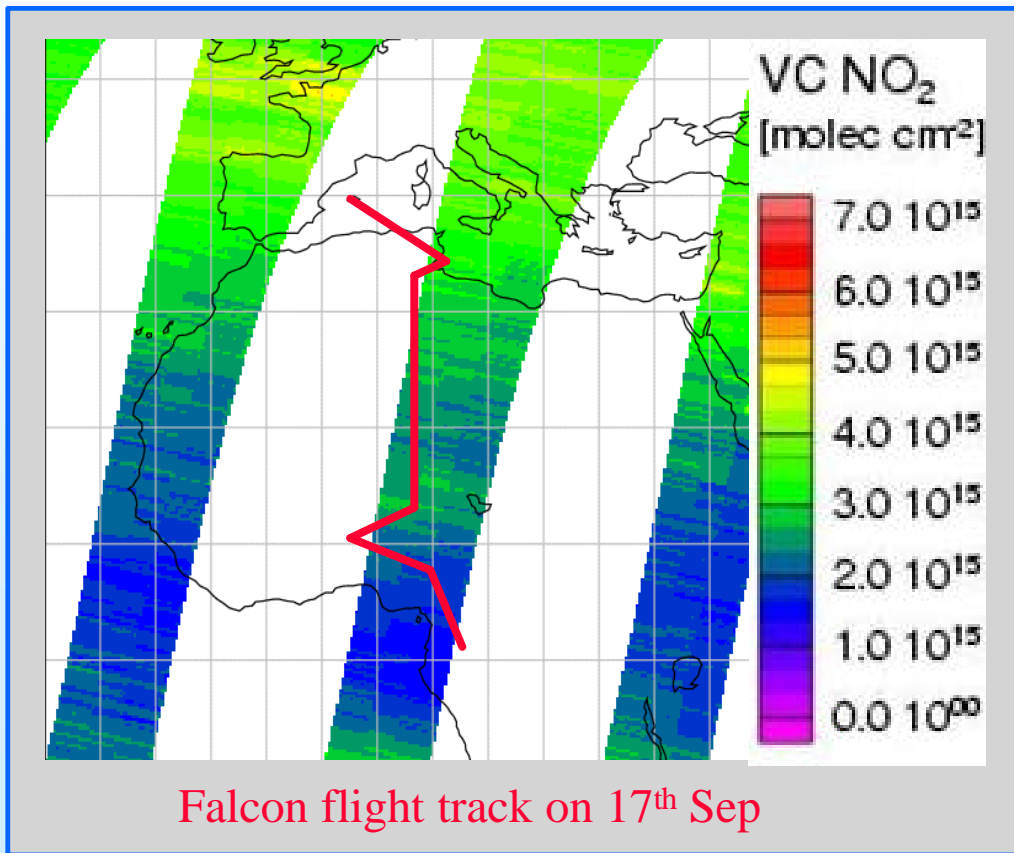 VC NO₂
[molec cm⁻²]
7.0 10¹⁵
6.0 10¹⁵
5.0 10¹⁵
4.0 10¹⁵
3.0 10¹⁵
2.0 10¹⁵
1.0 10¹⁵
0.0 10⁰⁰
Falcon flight track on 17ᵗʰ Sep